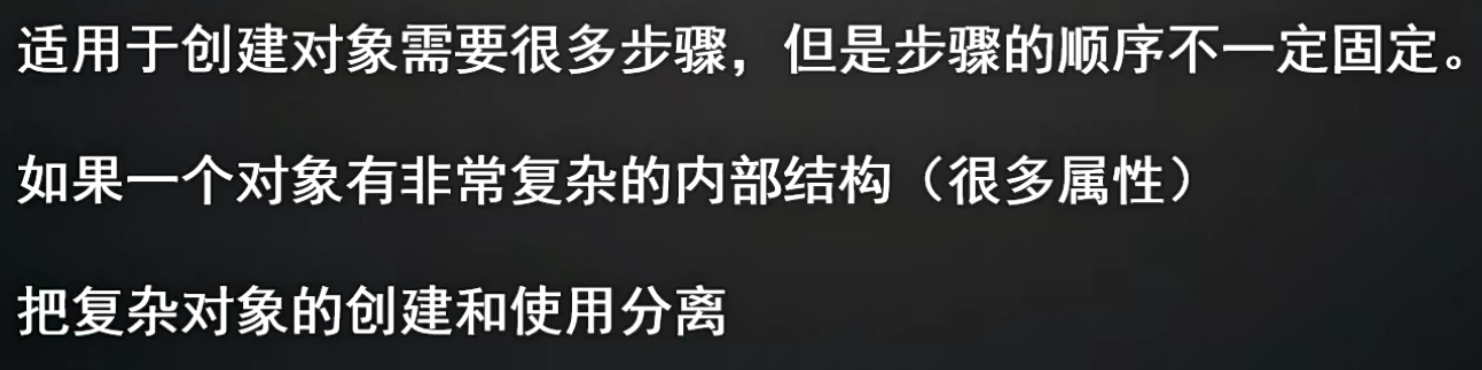 适用于创建对象需要很多步骤，但是步骤的顺序不一定固定。
如果一个对象有非常复杂的内部结构（很多属性）
把复杂对象的创建和使用分离